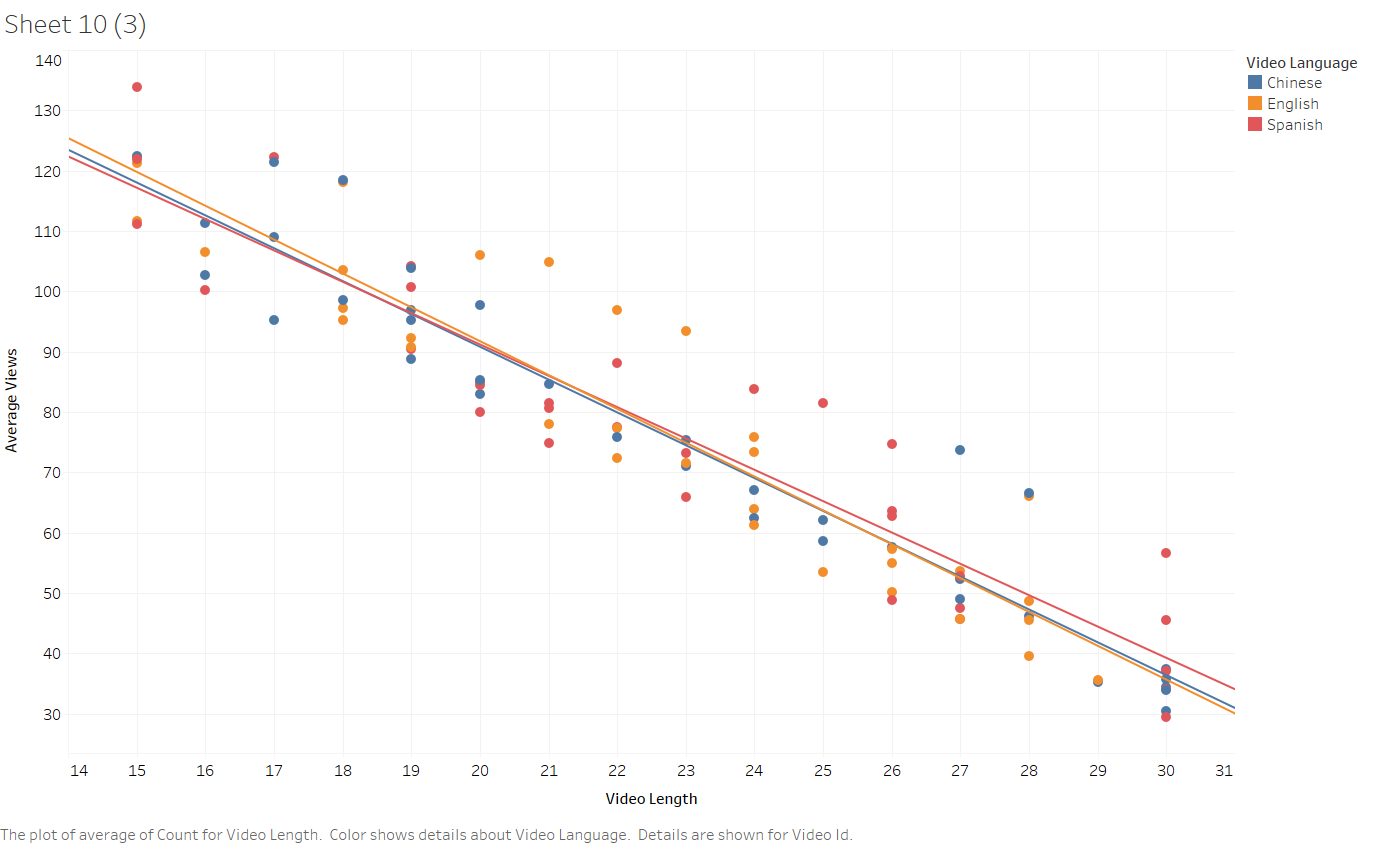 Sheet 10 (3)
Video Language
Chinese
English
Spanish
140
130
120
110
100
90
80
70
60
50
40
30
Average Views
14 15 16 17 18 19 20 21 22 23 24 25 26 27 28 29 30 31
Video Length
The plot of average of Count for Video Length. Color shows details about Video Language. Details are shown for Video Id.